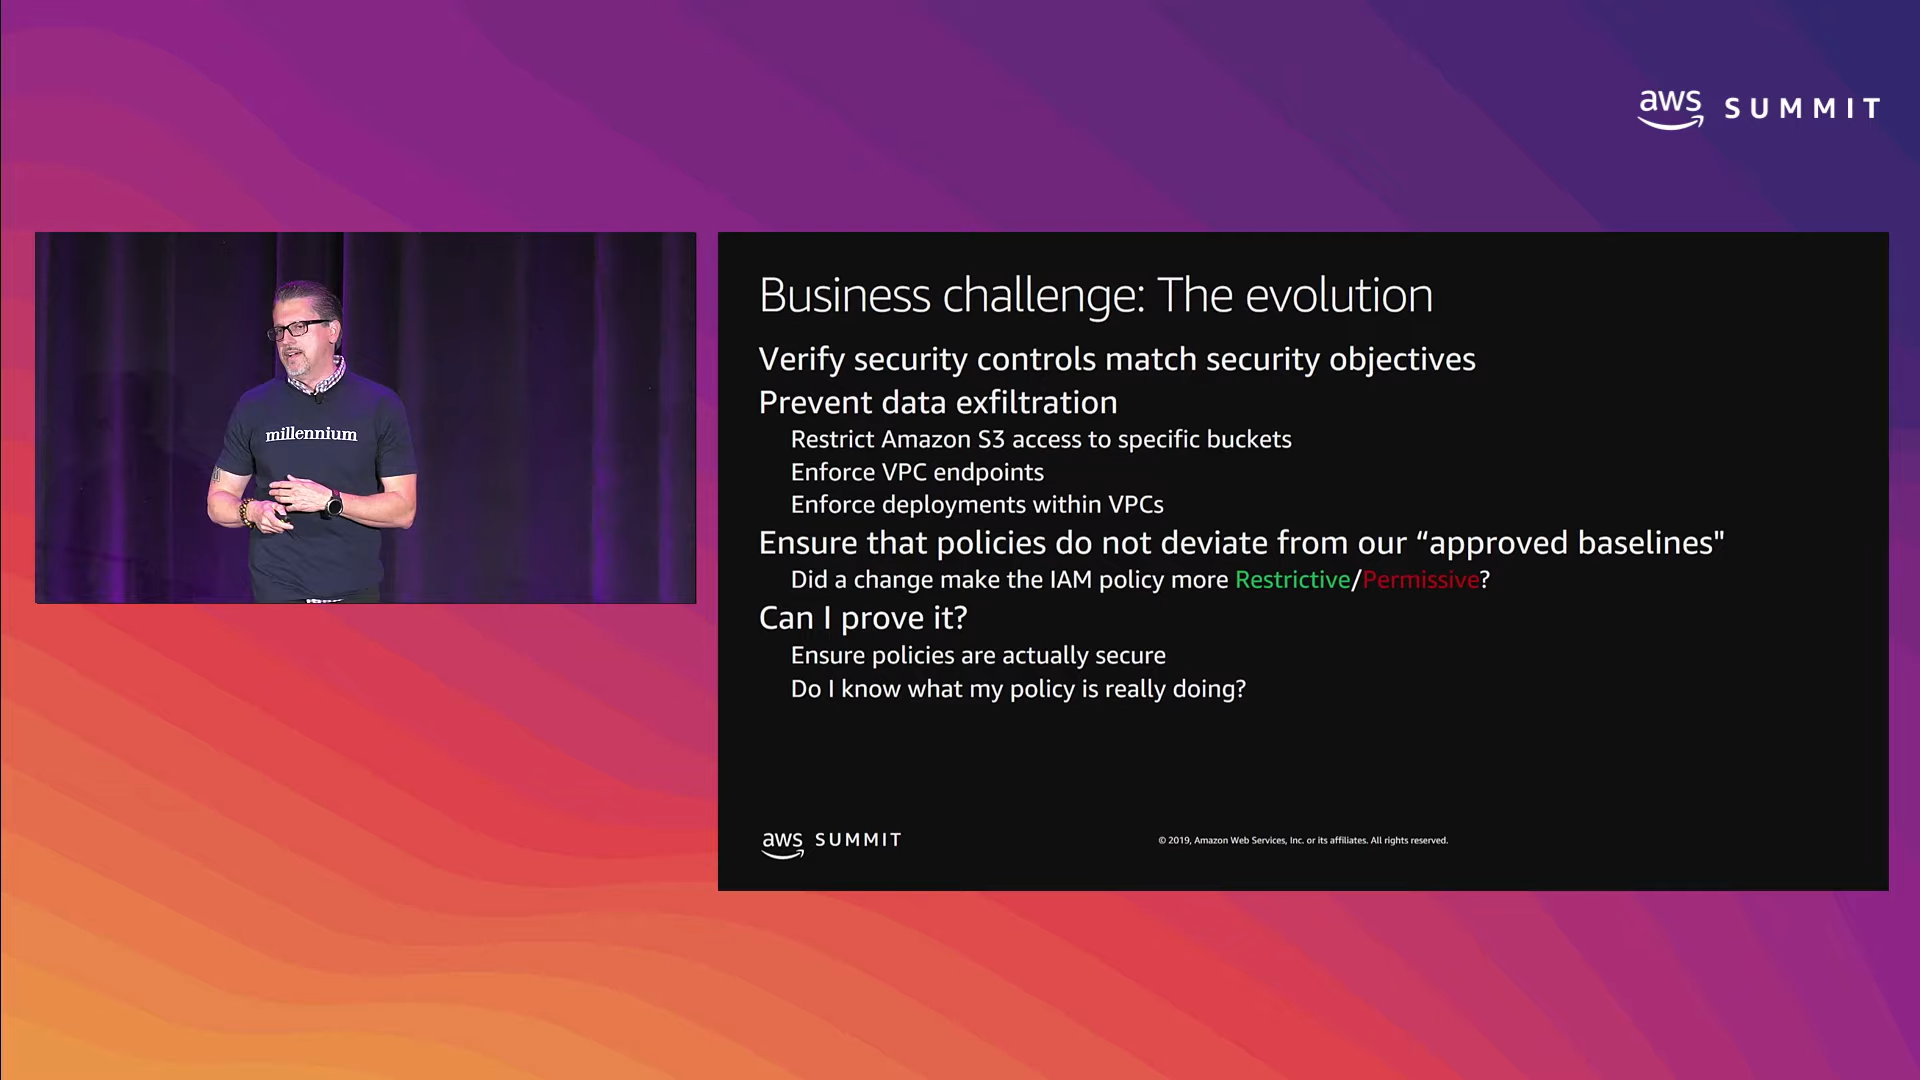 aws SUMMIT
millennium
Business challenge: The evolution
Verify security controls match security objectives
Prevent data exfiltration
Restrict Amazon S3 access to specific buckets
Enforce VPC endpoints
Enforce deployments within VPCs
Ensure that policies do not deviate from our “approved baselines"
Did a change make the IAM policy more Restrictive/Permissive?
Can I prove it?
Ensure policies are actually secure
Do I know what my policy is really doing?
aws SUMMIT
© 2019, Amazon Web Services, Inc. or its affiliates. All rights reserved.